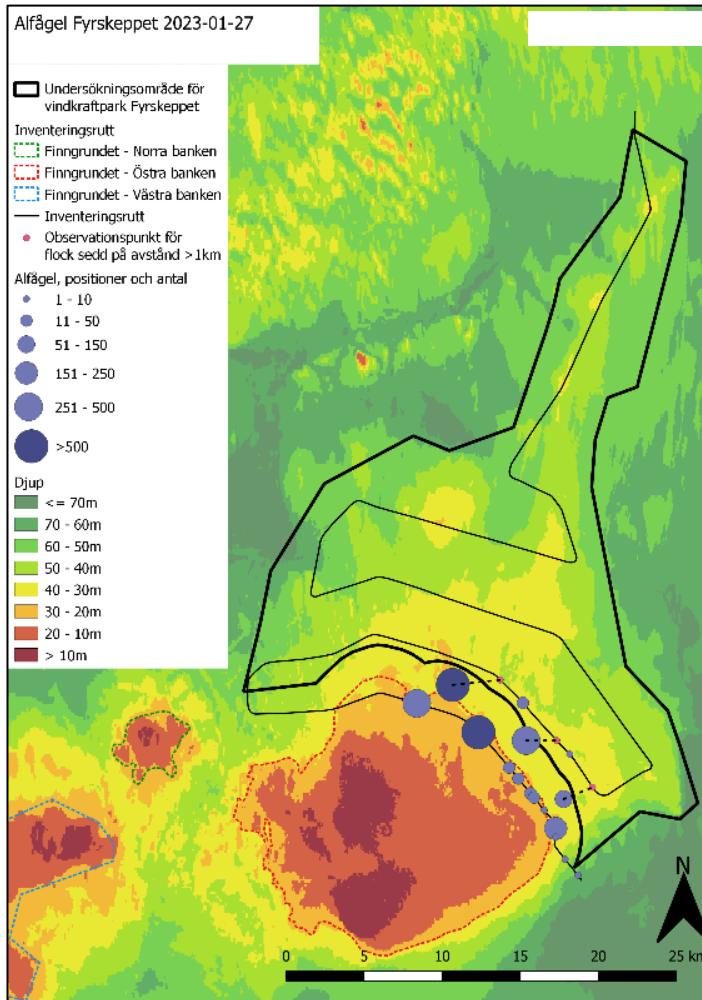 Alfågel Fyrskeppet 2023-01-27
Undersökningsområde för
vindkraftpark Fyrskeppet
Inventeringsrutt
Finngrundet - Norra banken
Finngrundet - Östra banken
Finngrundet - Västra banken
Inventeringsrutt
Observationspunkt för
flock sedd på avstånd >1km
Alfågel, positioner och antal
1 - 10
11 - 50
51 - 150
151 - 250
251 - 500
>500
Djup
<= 70m
70 - 60m
60 - 50m
50 - 40m
40 - 30m
30 - 20m
20 - 10m
> 10m
N
0 5 10 15 20 25 km